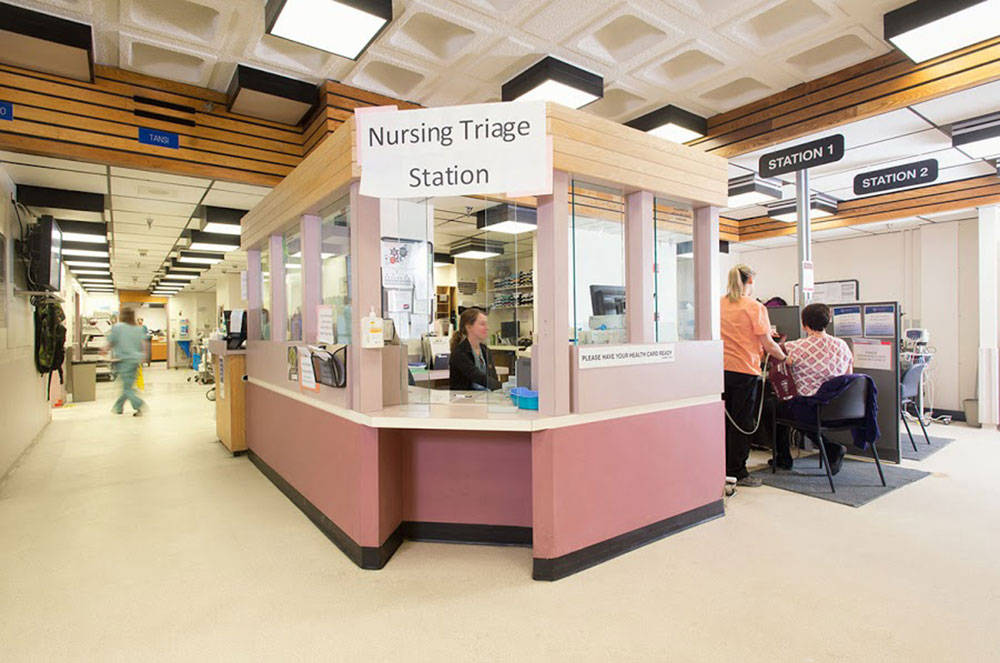 TANSI
Nursing Triage
Station
STATION 1
STATION 2
PLEASE HAVE YOUR HEALTH CARD READY